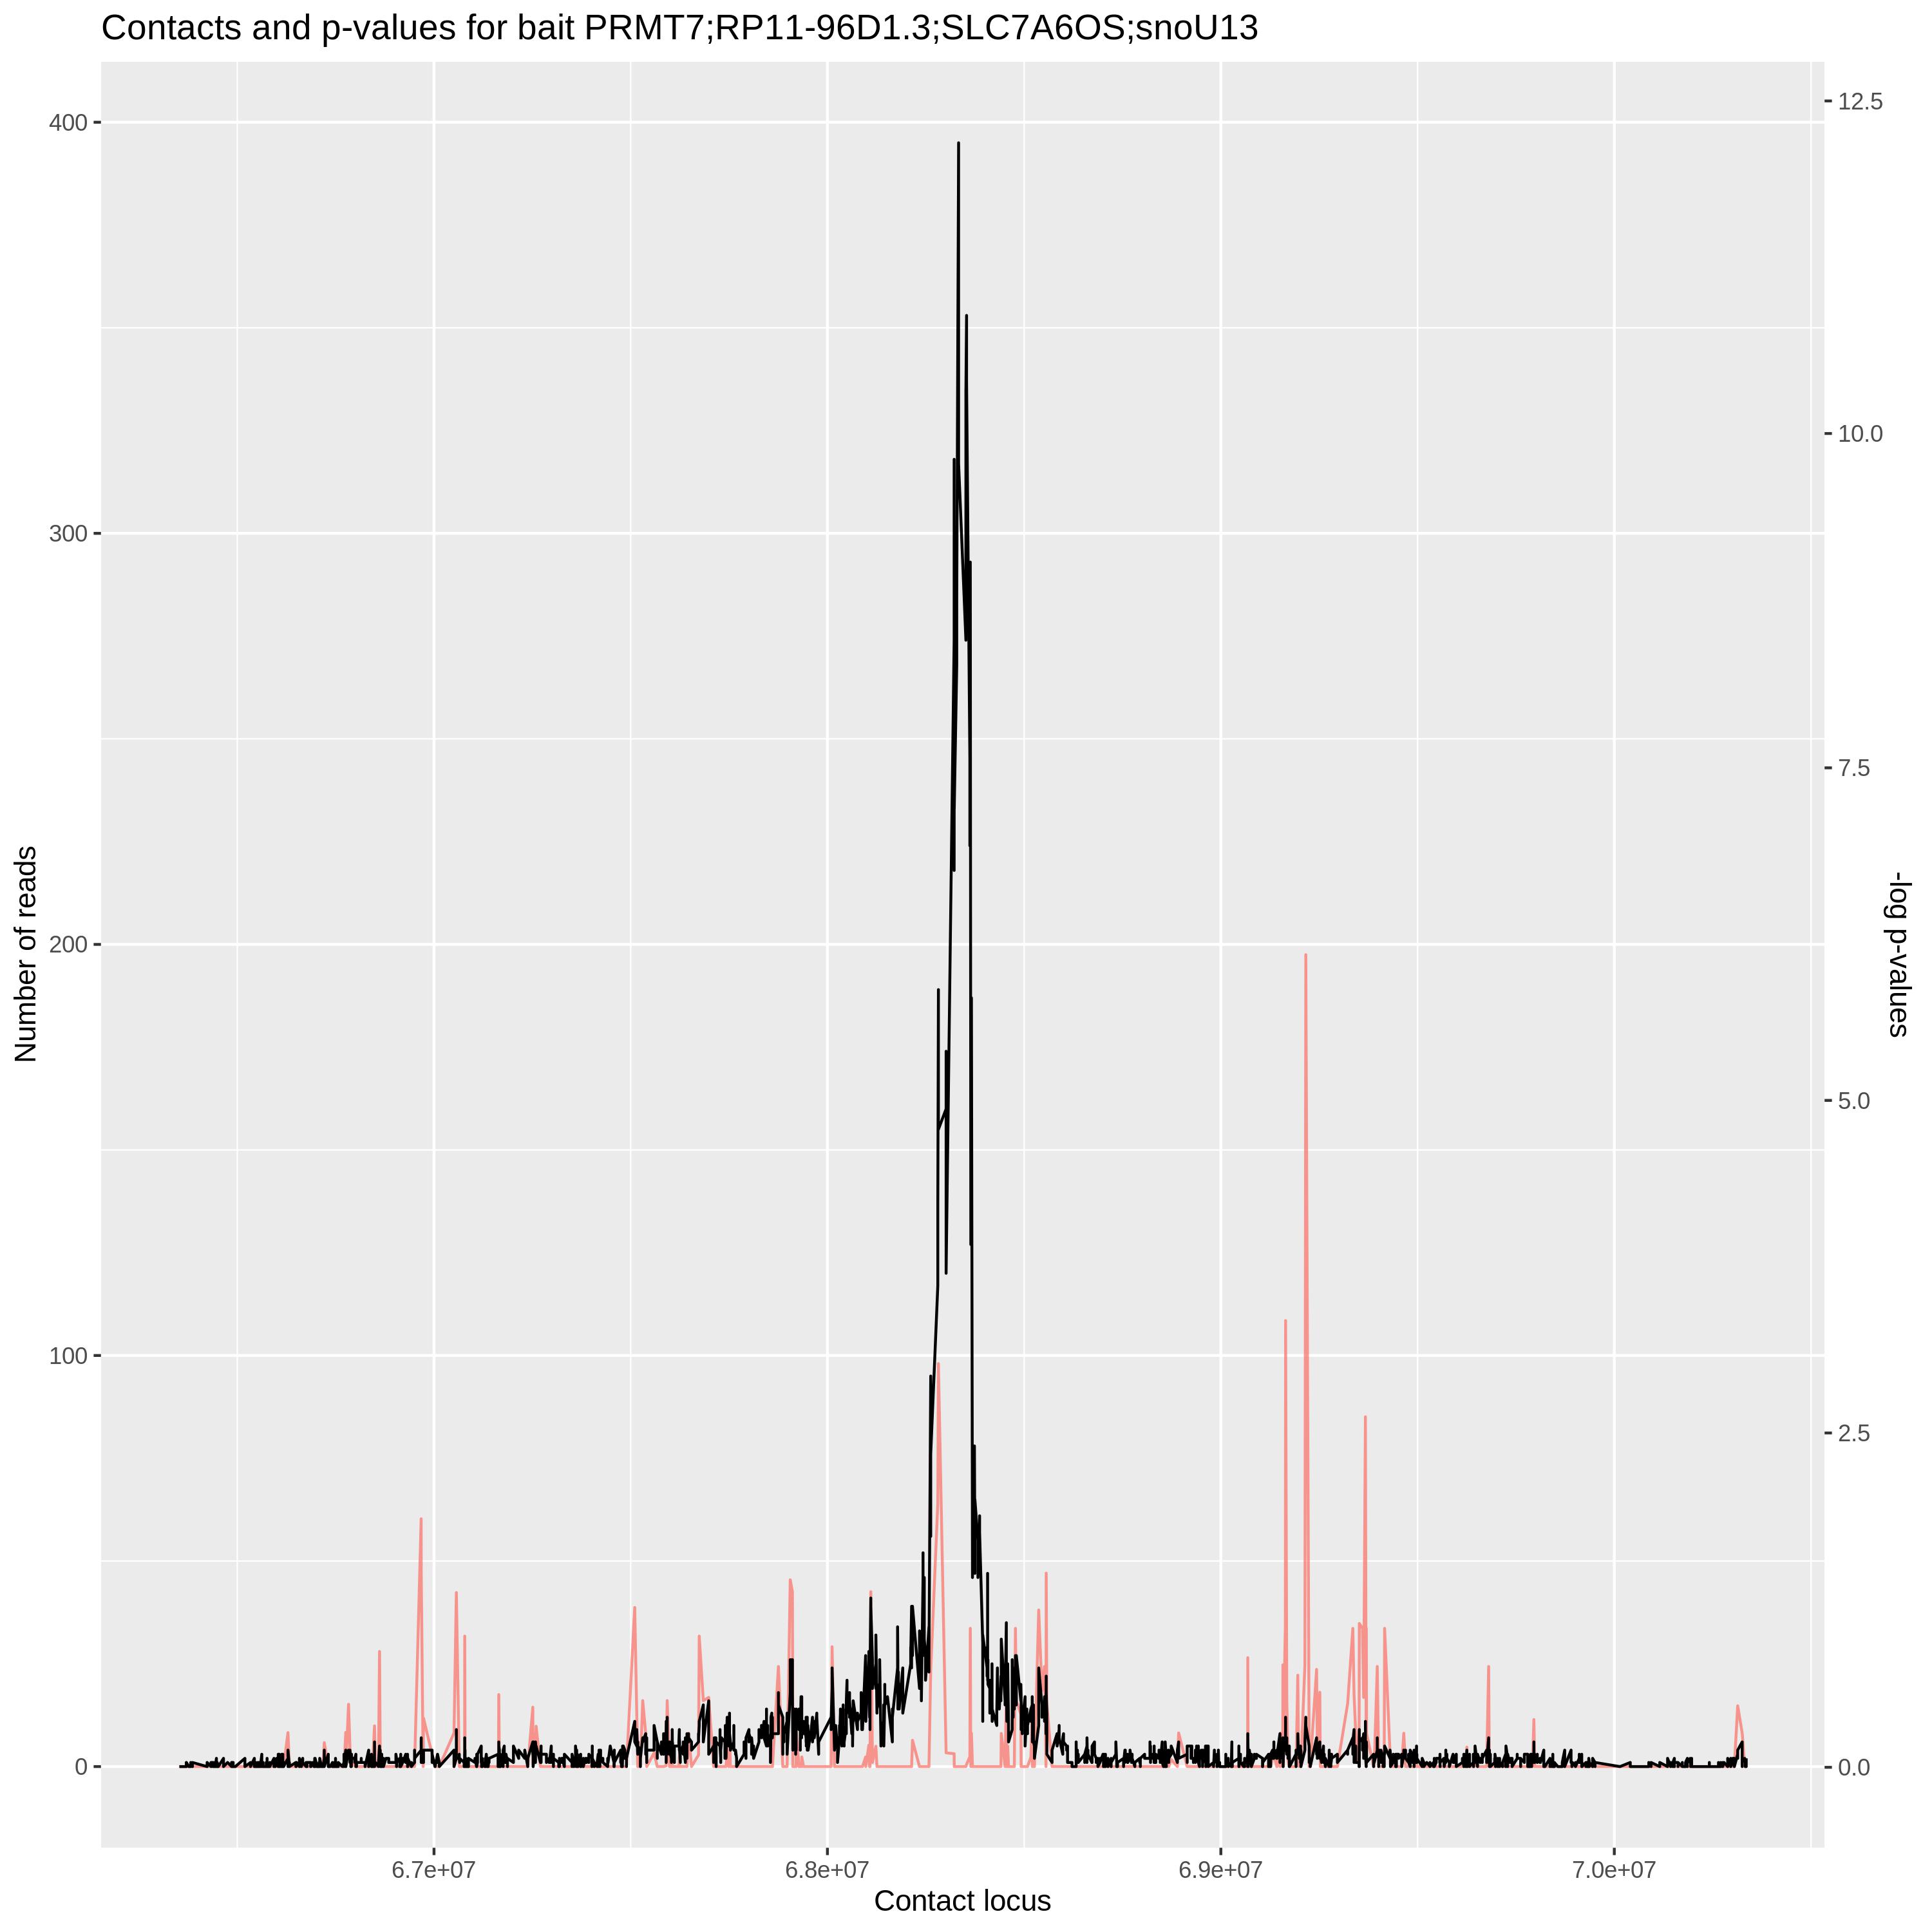 Contacts and p-values for bait PRMT7;RP11-96D1.3;SLC7A6OS;snoU13
400
300
200
100
0
Number of reads
12.5
10.0
7.5
5.0
2.5
0.0
-log p-values
6.7e+07
6.8e+07
6.9e+07
7.0e+07
Contact locus